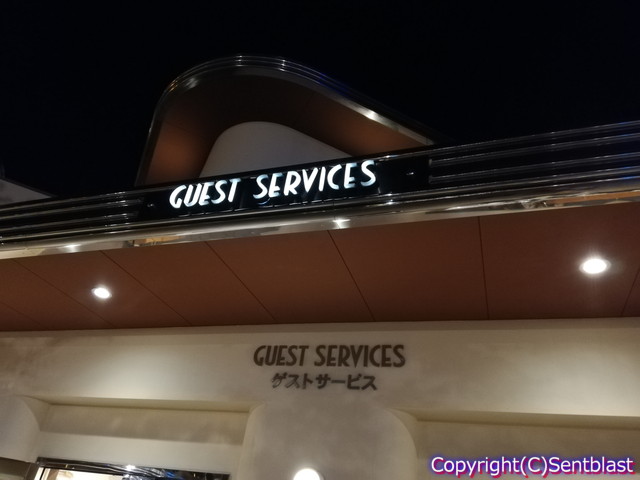 GUEST SERVICES
GUEST SERVICES
ゲストサービス
Copyright(C)Sentblast